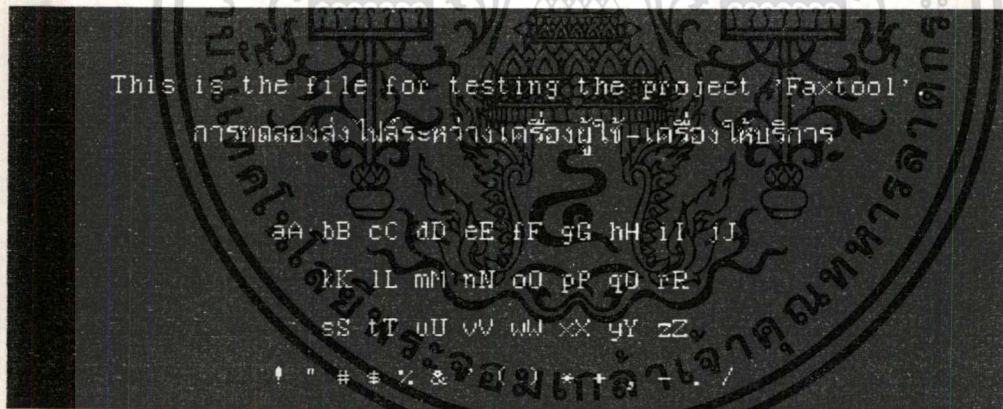 This is the file for testing the project 'Faxtool'.
การทดลองส่งไฟล์ระหว่างเครื่องผู้ใช้-เครื่องให้บริการ
aA bB cC dD eE fF gG hH iI jJ
kK lL mM nN oO pP qQ rR
sS tT uU vV wW xX yY zZ
! " # $ % & ' ( ) * + , - . /